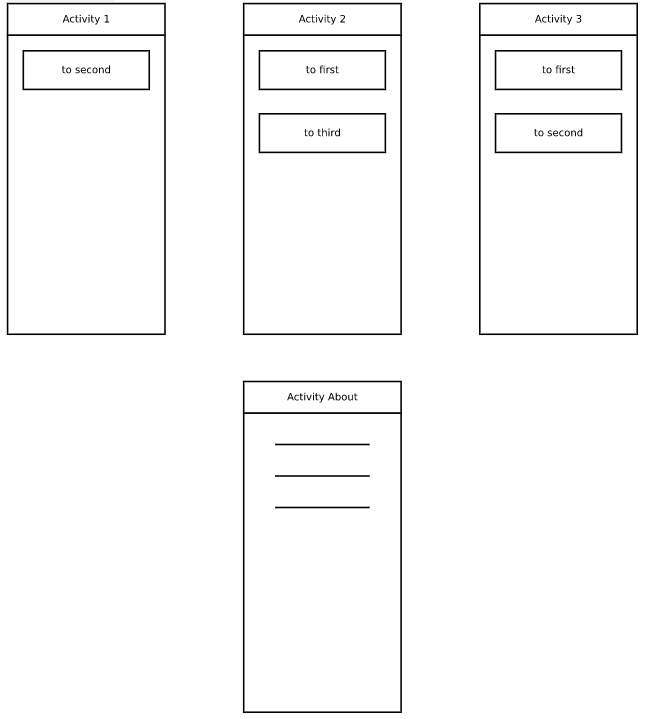 Activity 1
to second
Activity 2
to first
to third
Activity 3
to first
to second
Activity About